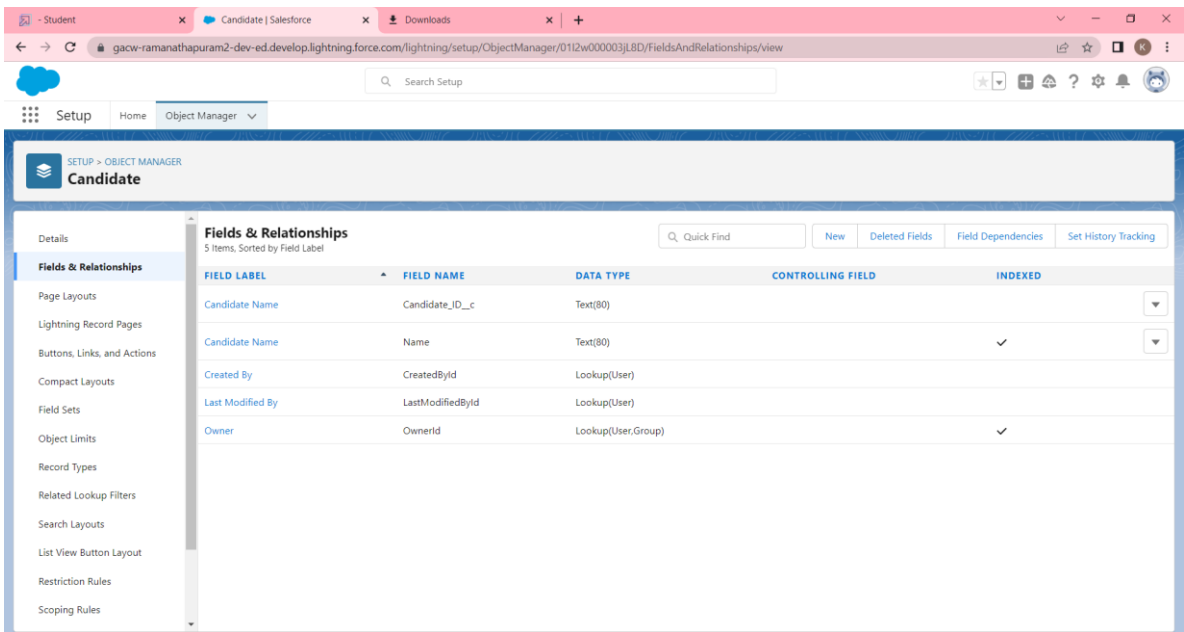 - Student
Candidate | Salesforce
Downloads
gacw-ramanathapuram2-dev-ed.develop.lightning.force.com/lightning/setup/ObjectManager/01I2w000003jL8D/FieldsAndRelationships/view
K
Search Setup
Setup
Home
Object Manager
SETUP > OBJECT MANAGER
Candidate
Details
Fields & Relationships
Page Layouts
Lightning Record Pages
Buttons, Links, and Actions
Compact Layouts
Field Sets
Object Limits
Record Types
Related Lookup Filters
Search Layouts
List View Button Layout
Restriction Rules
Scoping Rules
Fields & Relationships
5 Items, Sorted by Field Label
Quick Find
New
Deleted Fields
Field Dependencies
Set History Tracking
FIELD LABEL FIELD NAME DATA TYPE CONTROLLING FIELD INDEXED
Candidate Name Candidate_ID__c Text(80)
Candidate Name Name Text(80)
Created By CreatedById Lookup(User)
Last Modified By LastModifiedById Lookup(User)
Owner OwnerId Lookup(User,Group)